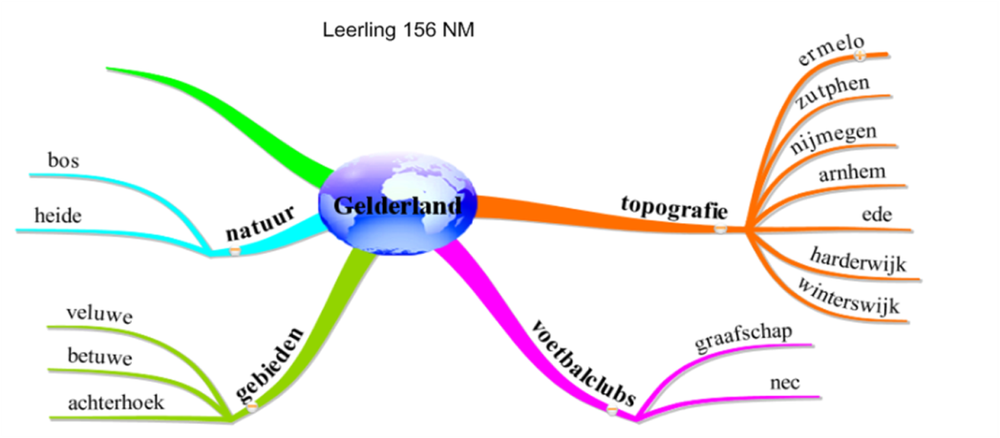 Leerling 156 NM
Gelderland
topografie
ermelo
zutphen
nijmegen
arnhem
ede
harderwijk
winterswijk
voetbalclubs
graafschap
nec
gebieden
veluwe
betuwe
achterhoek
natuur
bos
heide